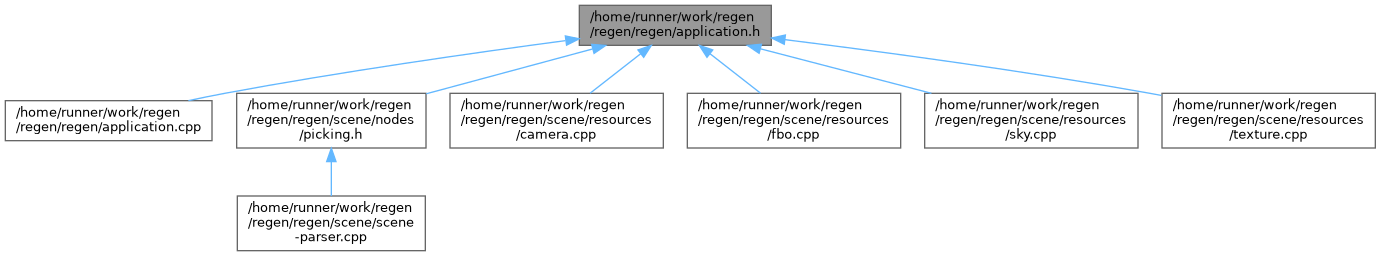 /home/runner/work/regen
/regen/regen/application.h
/home/runner/work/regen
/regen/regen/application.cpp
/home/runner/work/regen
/regen/regen/scene/nodes
/picking.h
/home/runner/work/regen
/regen/regen/scene/resources
/camera.cpp
/home/runner/work/regen
/regen/regen/scene/resources
/fbo.cpp
/home/runner/work/regen
/regen/regen/scene/resources
/sky.cpp
/home/runner/work/regen
/regen/regen/scene/resources
/texture.cpp
/home/runner/work/regen
/regen/regen/scene/scene
-parser.cpp